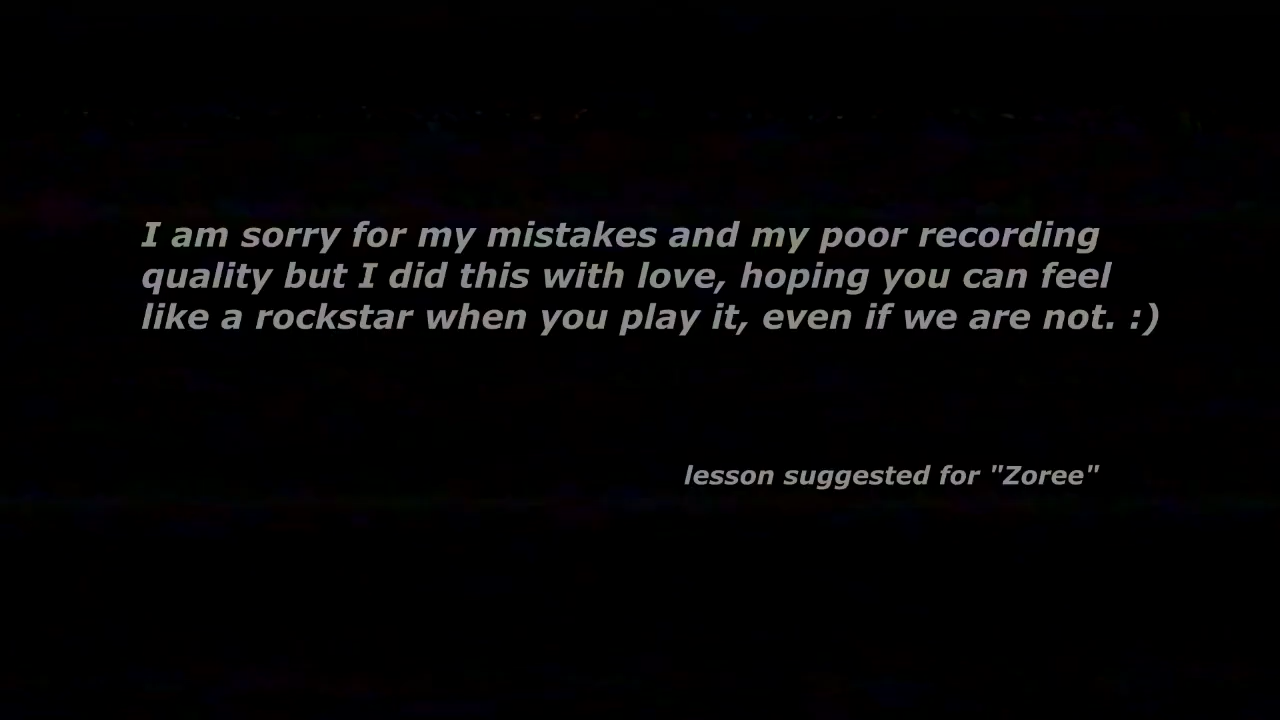 I am sorry for my mistakes and my poor recording
quality but I did this with love, hoping you can feel
like a rockstar when you play it, even if we are not. :)
lesson suggested for "Zoree"